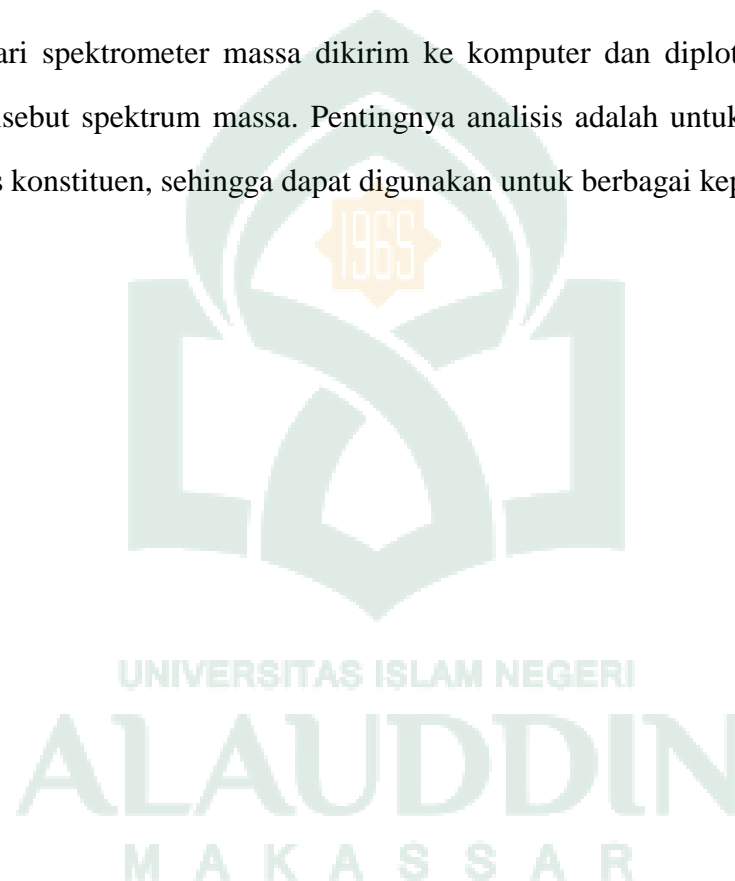 ari spektrometer massa dikirim ke komputer dan diplot
sebut spektrum massa. Pentingnya analisis adalah untuk
s konstituen, sehingga dapat digunakan untuk berbagai kep
1965
UNIVERSITAS ISLAM NEGERI
ALAUDDIN
MAKASSAR